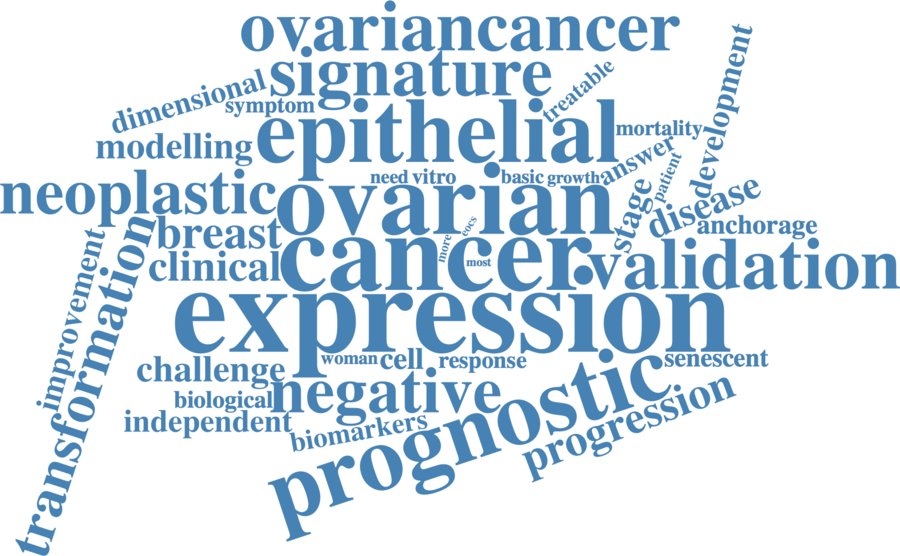 ovariancancer
signature
treatable
development
dimensional
symptom
epithelial
mortality
modelling
answer
need vitro
basic growth
patient
neoplastic
ovarian
stage
disease
eocs
anchorage
breast
more
most
clinical
cancer.
validation
transformation
improvement
expression
challenge
woman
cell
response
senescent
biological
negative
prognostic
progression
independent
biomarkers